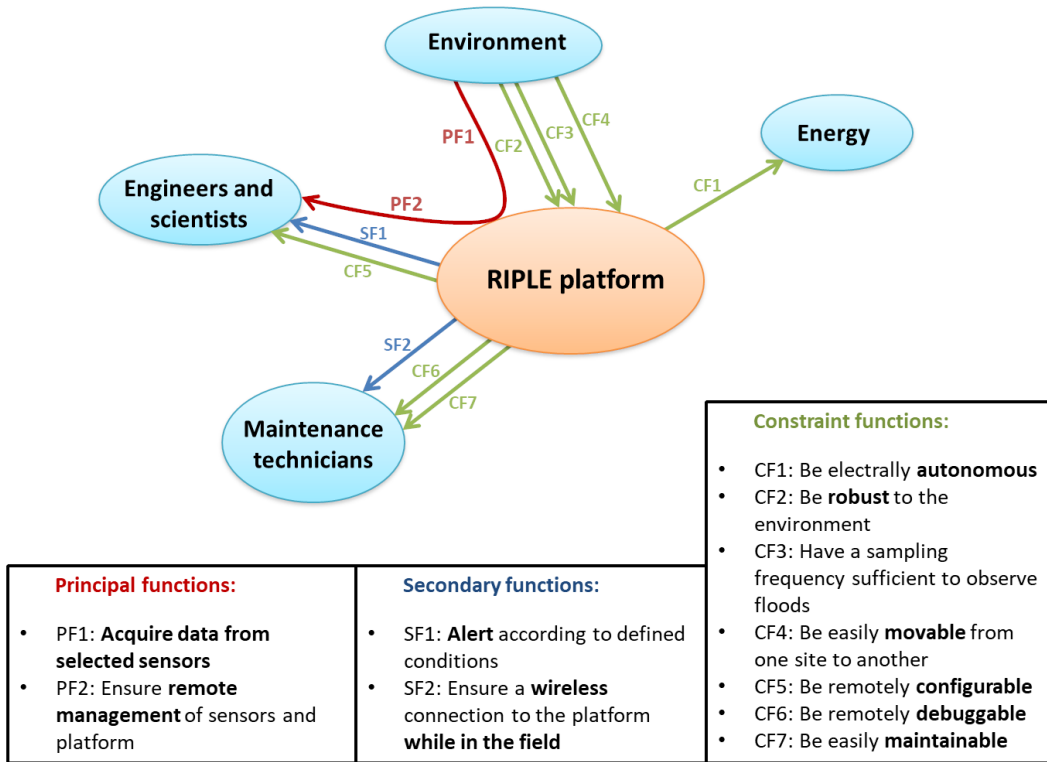 Environment
PF1
CF2
CF3
CF4
Energy
CF1
Engineers and
scientists
PF2
SF1
CF5
RIPLE platform
SF2
CF6
CF7
Maintenance
technicians
Principal functions:
• PF1: Acquire data from
selected sensors
• PF2: Ensure remote
management of sensors and
platform
Secondary functions:
• SF1: Alert according to defined
conditions
• SF2: Ensure a wireless
connection to the platform
while in the field
Constraint functions:
• CF1: Be electrally autonomous
• CF2: Be robust to the
environment
• CF3: Have a sampling
frequency sufficient to observe
floods
• CF4: Be easily movable from
one site to another
• CF5: Be remotely configurable
• CF6: Be remotely debuggable
• CF7: Be easily maintainable